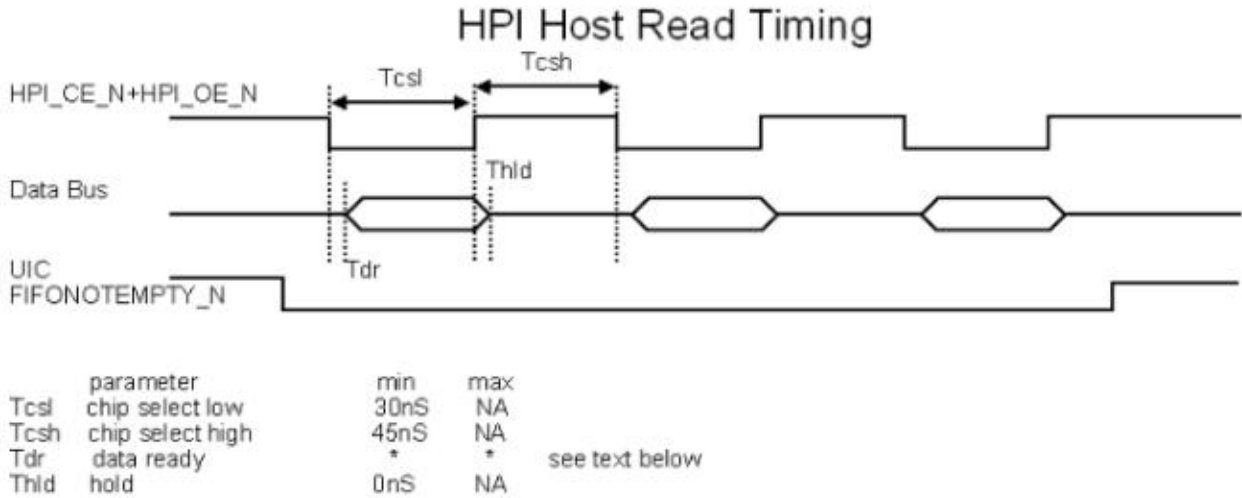 HPI Host Read Timing
Tcsl
Tcsh
HPI_CE_N+HPI_OE_N
Thld
Data Bus
Tdr
UIC
FIFONOTEMPTY_N
parameter min max
Tcsl chip select low 30nS NA
Tcsh chip select high 45nS NA
Tdr data ready * * see text below
Thld hold 0nS NA